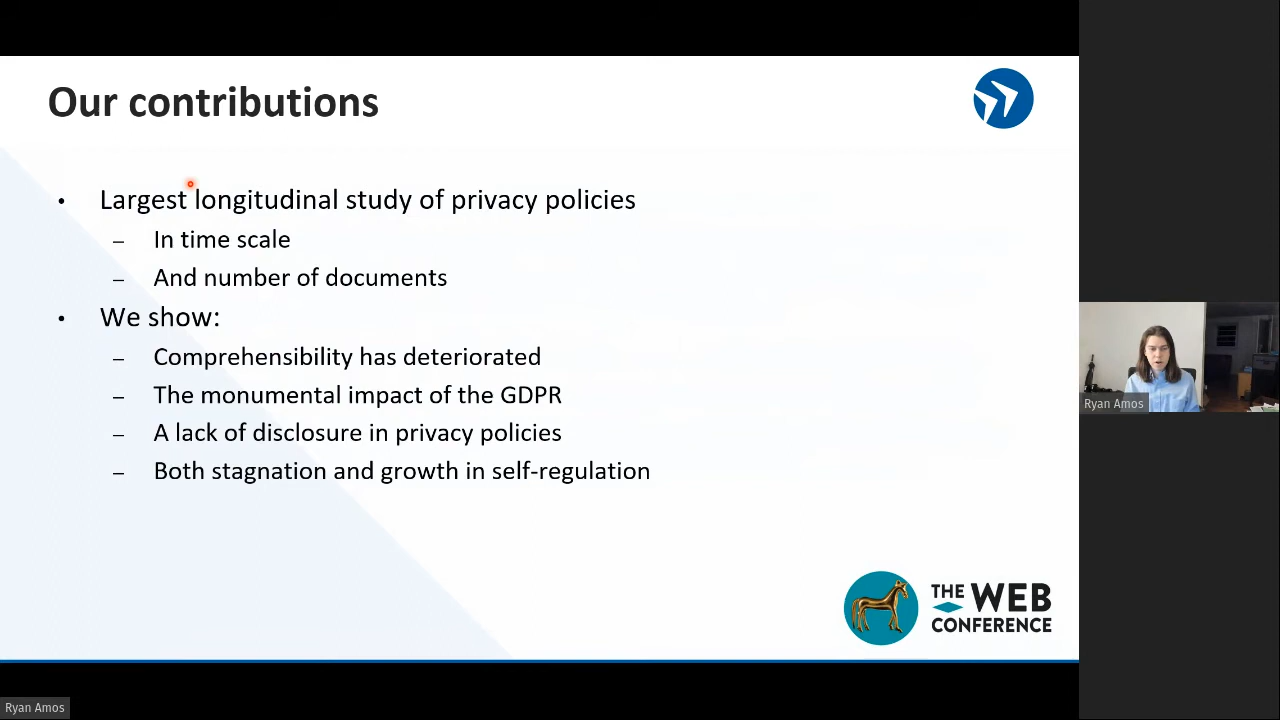 Our contributions
• Largest longitudinal study of privacy policies
– In time scale
– And number of documents
• We show:
– Comprehensibility has deteriorated
– The monumental impact of the GDPR
– A lack of disclosure in privacy policies
– Both stagnation and growth in self-regulation
THE WEB
CONFERENCE
Ryan Amos
Ryan Amos